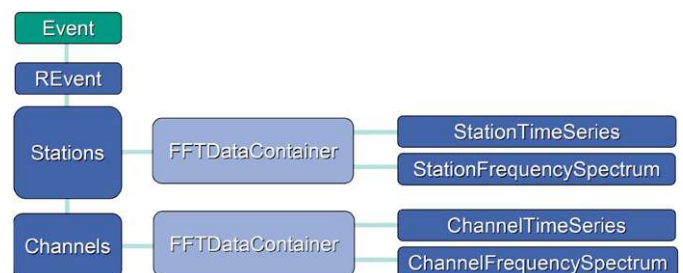 Event
REvent
Stations
FFTDataContainer
StationTimeSeries
StationFrequencySpectrum
Channels
FFTDataContainer
ChannelTimeSeries
ChannelFrequencySpectrum